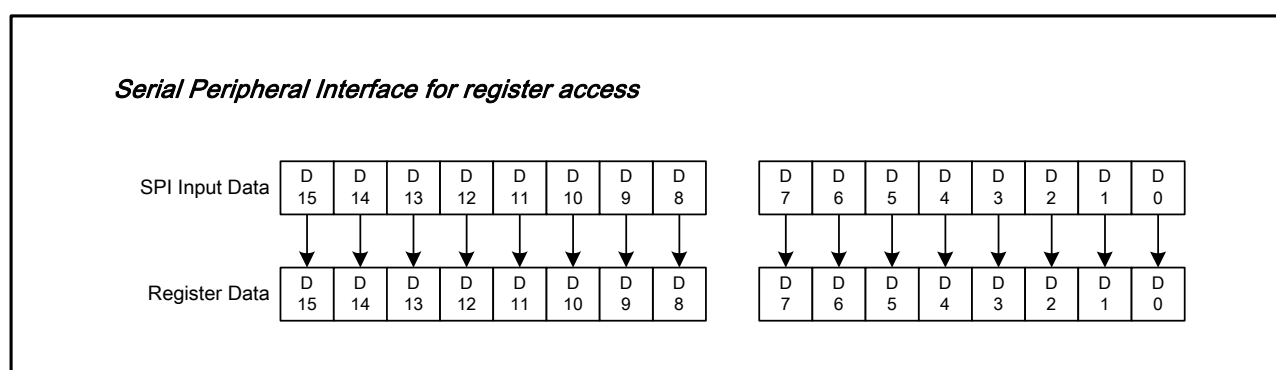 Serial Peripheral Interface for register access
SPI Input Data D 15 D 14 D 13 D 12 D 11 D 10 D 9 D 8 D 7 D 6 D 5 D 4 D 3 D 2 D 1 D 0
Register Data D 15 D 14 D 13 D 12 D 11 D 10 D 9 D 8 D 7 D 6 D 5 D 4 D 3 D 2 D 1 D 0